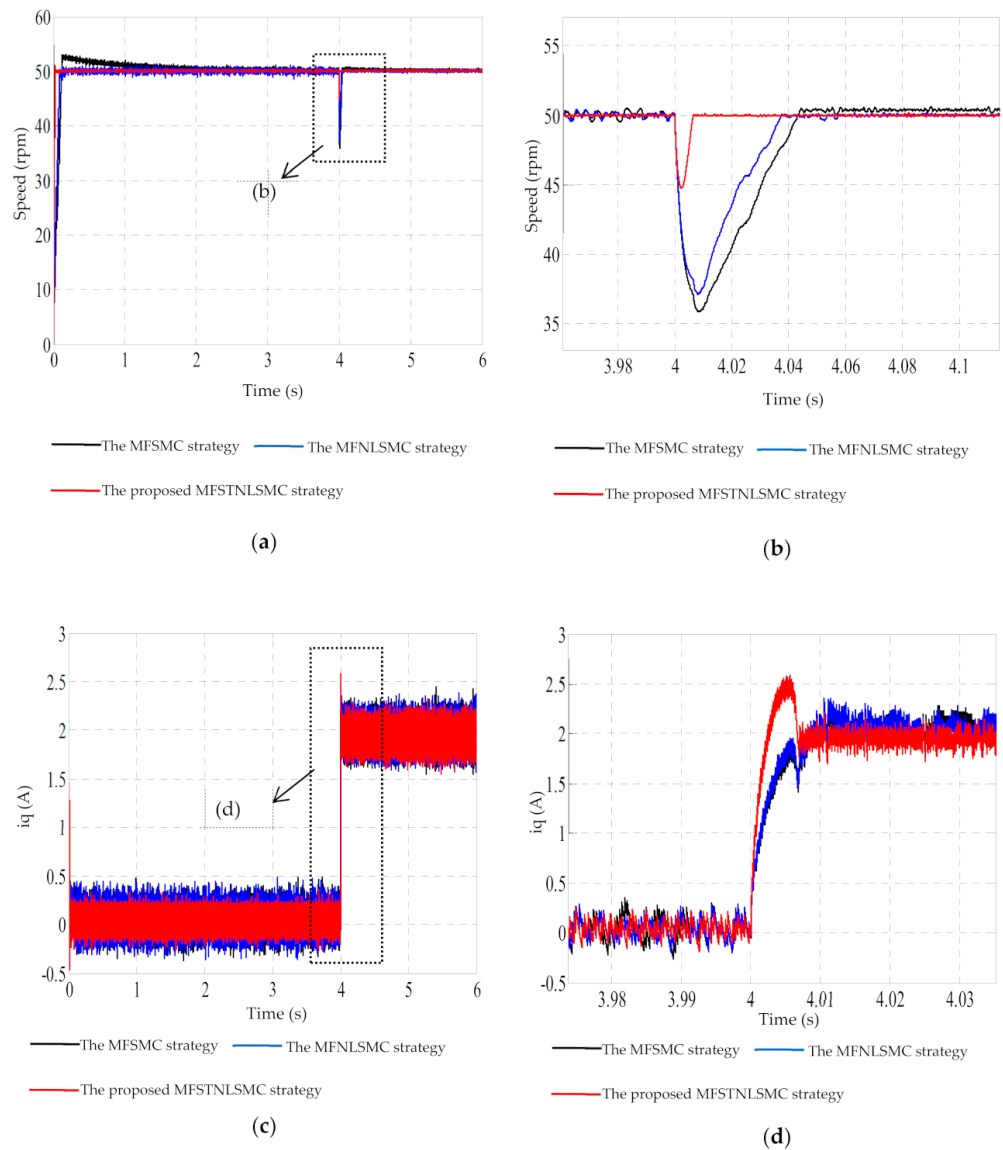 60
50
40
30
20
10
0
Speed (rpm)
(b)
0
1
2
3
4
5
6
Time (s)
The MFSMC strategy
The MFNLSMC strategy
The proposed MFSTNLSMC strategy
(a)
55
50
45
40
35
Speed (rpm)
3.98
4
4.02
4.04
4.06
4.08
4.1
Time (s)
The MFSMC strategy
The MFNLSMC strategy
The proposed MFSTNLSMC strategy
(b)
3
2.5
2
1.5
1
0.5
0
-0.5
iq (A)
(d)
0
1
2
3
4
5
6
Time (s)
The MFSMC strategy
The MFNLSMC strategy
The proposed MFSTNLSMC strategy
(c)
3
2.5
2
1.5
1
0.5
0
-0.5
iq (A)
3.98
3.99
4
4.01
4.02
4.03
Time (s)
The MFSMC strategy
The MFNLSMC strategy
The proposed MFSTNLSMC strategy
(d)